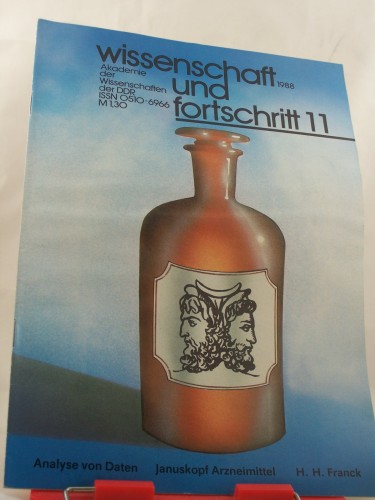 wissenschaft
1988
und
fortschritt 11
Akademie
der
Wissenschaften
der DDR
ISSN 0510-6966
M 1,30
Analyse von Daten Januskopf Arzneimittel H. H. Franck